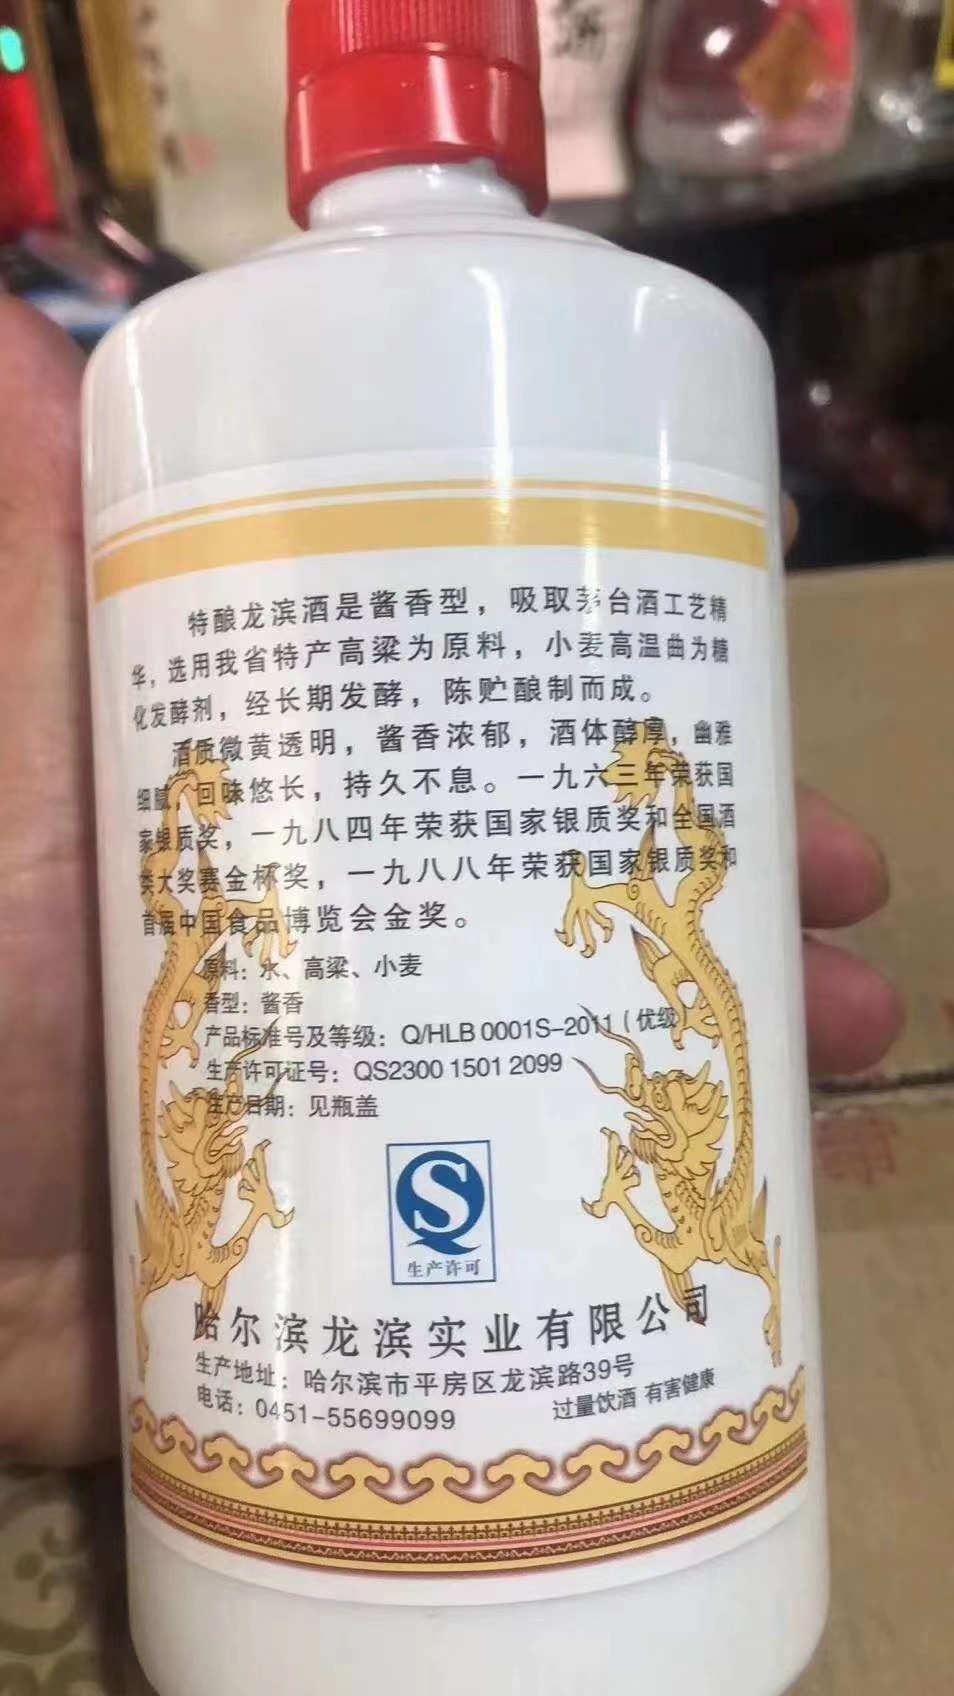 特酿龙滨酒是酱香型，吸取茅台酒工艺精
华，选用我省特产高粱为原料，小麦高温曲为糖
化发酵剂，经长期发酵，陈贮酿制而成。
酒质微黄透明，酱香浓郁，酒体醇厚，幽雅
细腻，回味悠长，持久不息。一九六三年荣获国
家银质奖，一九八四年荣获国家银质奖和全国酒
类大奖赛金杯奖，一九八八年荣获国家银质奖和
首届中国食品博览会金奖。
原料：水、高粱、小麦
香型：酱香
产品标准号及等级：Q/HLB 0001S-2011（优级
生产许可证号：QS2300 1501 2099
生产日期：见瓶盖
QS
生产许可
哈尔滨龙滨实业有限公司
生产地址：哈尔滨市平房区龙滨路39号
电话：0451-55699099
过量饮酒 有害健康